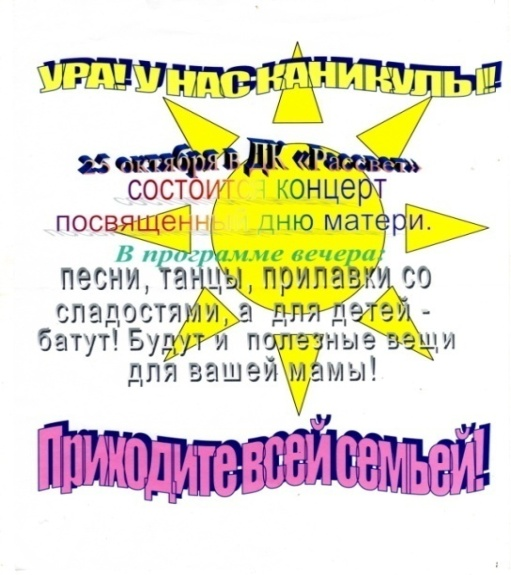 УРА! У НАС КАНИКУЛЫ!!
25 октября в ДК «Рассвет»
состоится концерт
посвященный дню матери.
В программе вечера:
песни, танцы, прилавки со
сладостями, а для детей -
батут! Будут и полезные вещи
для вашей мамы!
Приходите всей семьей!